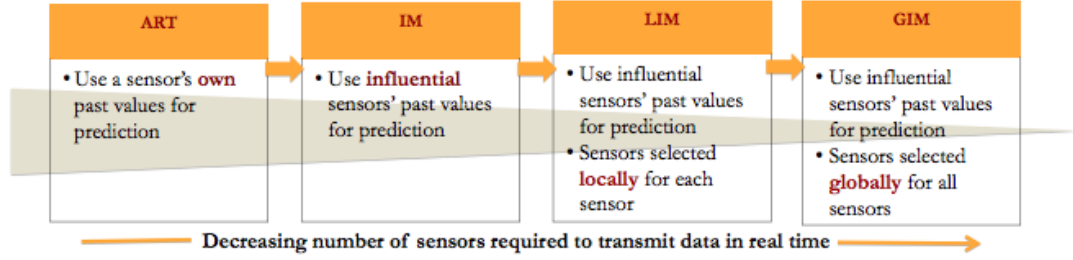 ART
• Use a sensor's own
past values for
prediction
IM
• Use influential
sensors' past values
for prediction
LIM
• Use influential
sensors' past values
for prediction
• Sensors selected
locally for each
sensor
GIM
• Use influential
sensors' past values
for prediction
• Sensors selected
globally for all
sensors
Decreasing number of sensors required to transmit data in real time